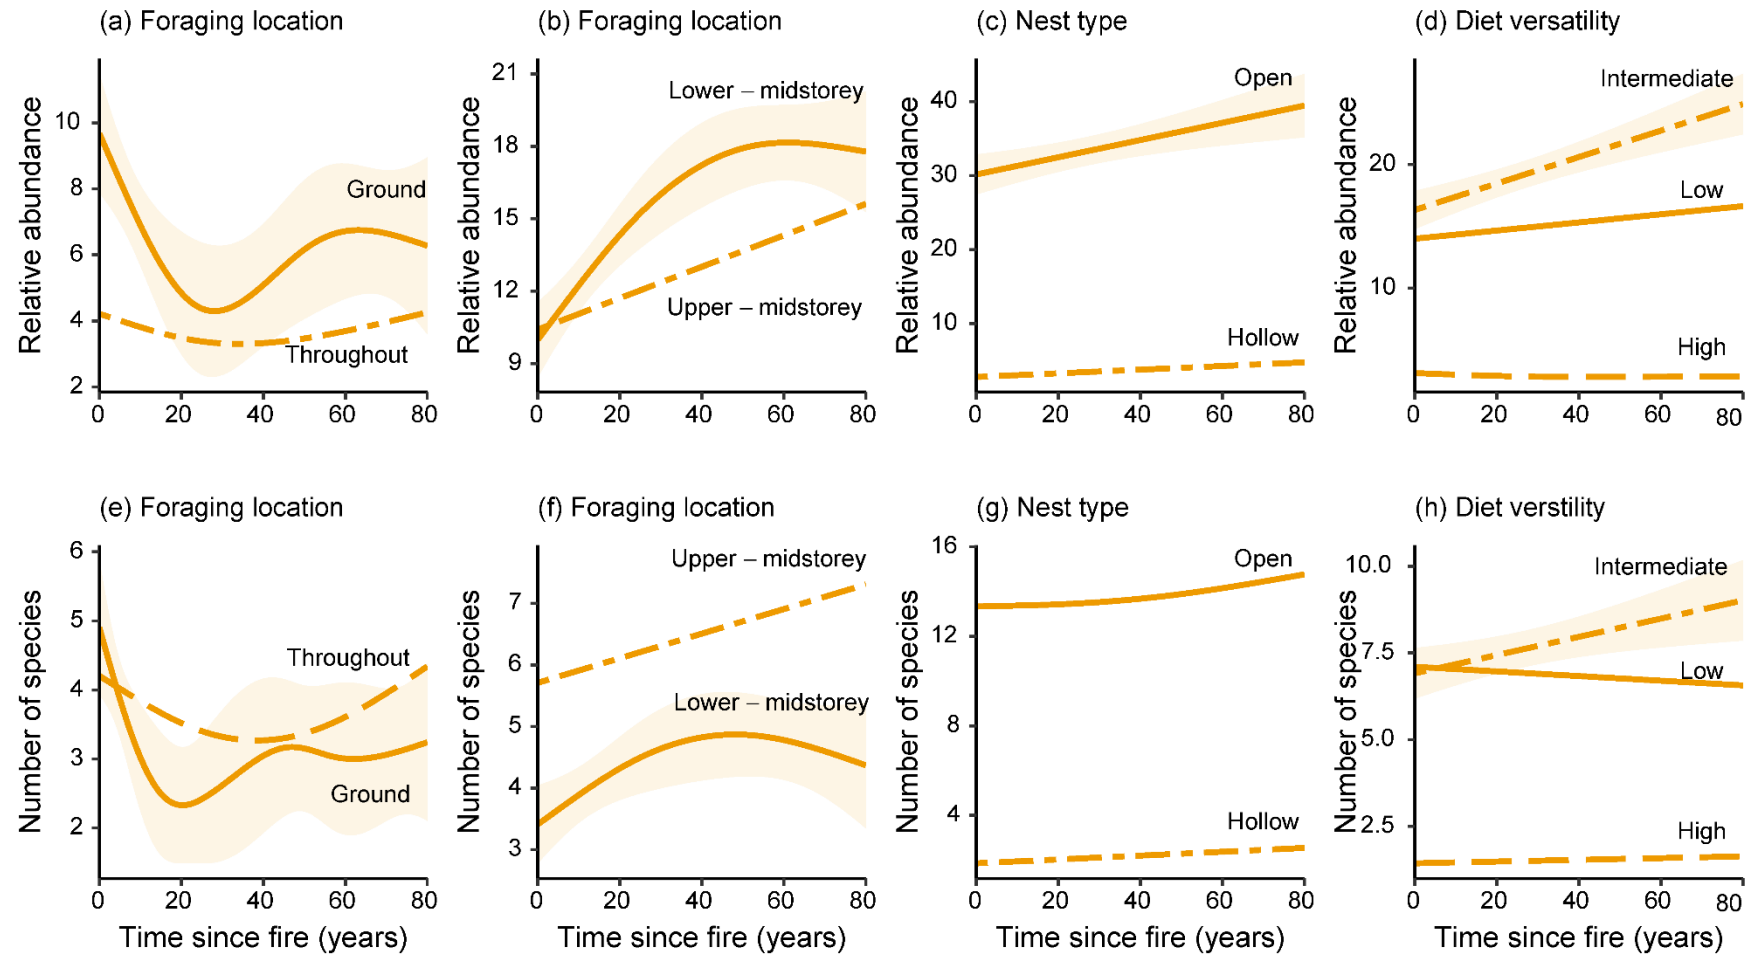 (a) Foraging location
Relative abundance
10
8
6
4
2
Ground
Throughout
0 20 40 60 80
(b) Foraging location
Relative abundance
21
18
15
12
9
Lower – midstorey
Upper – midstorey
0 20 40 60 80
(c) Nest type
Relative abundance
40
30
20
10
Open
Hollow
0 20 40 60 80
(d) Diet versatility
Relative abundance
20
10
Intermediate
Low
High
0 20 40 60 80
(e) Foraging location
Number of species
6
5
4
3
2
Throughout
Ground
0 20 40 60 80
Time since fire (years)
(f) Foraging location
Number of species
7
6
5
4
3
Upper – midstorey
Lower – midstorey
0 20 40 60 80
Time since fire (years)
(g) Nest type
Number of species
16
12
8
4
Open
Hollow
0 20 40 60 80
Time since fire (years)
(h) Diet verstility
Number of species
10.0
7.5
5.0
2.5
Intermediate
Low
High
0 20 40 60 80
Time since fire (years)